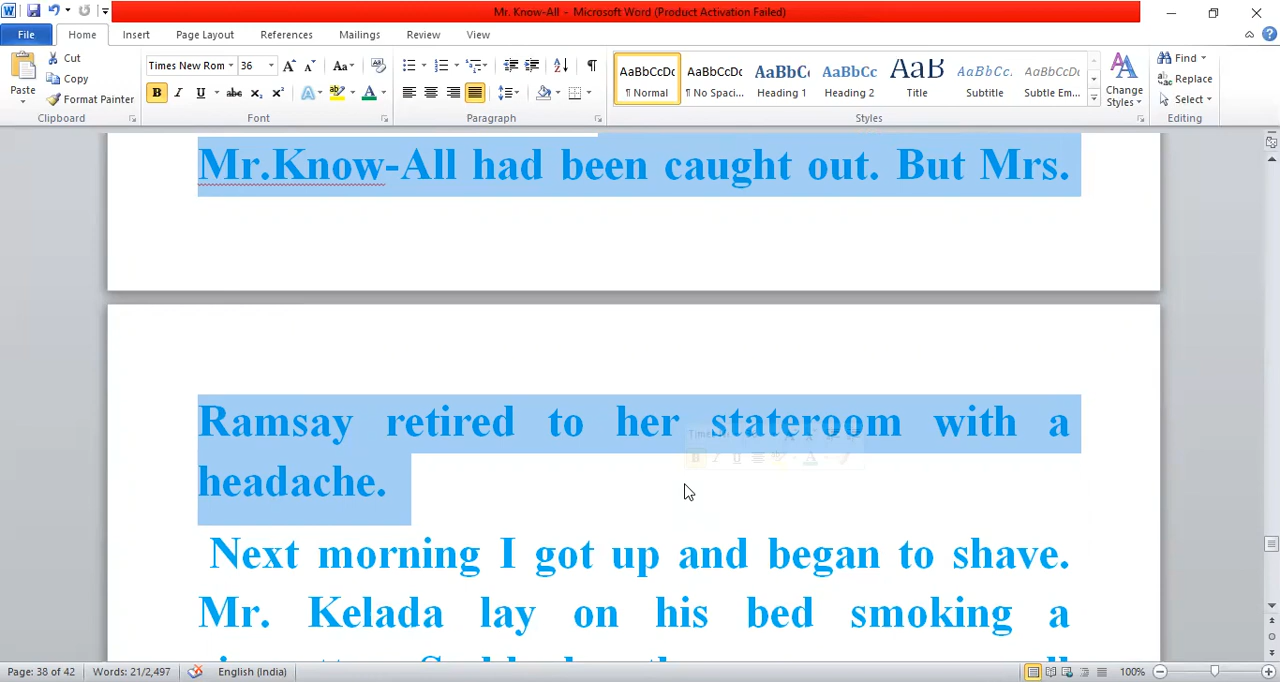 Mr. Know-All - Microsoft Word (Product Activation Failed)
File Home Insert Page Layout References Mailings Review View
Cut
Copy
Format Painter
Paste
Clipboard
Times New Rom 36
Font
Paragraph
AaBbCcDc AaBbCcDc AaBbC AaBbCc AaB AaBbCc. AaBbCcDc
¶ Normal ¶ No Spaci... Heading 1 Heading 2 Title Subtitle Subtle Em...
Styles
Change
Styles
Find
Replace
Select
Editing
Mr.Know-All had been caught out. But Mrs.
Ramsay retired to her stateroom with a
headache.
Next morning I got up and began to shave.
Mr. Kelada lay on his bed smoking a
Page: 38 of 42 Words: 21/2,497 English (India) 100%